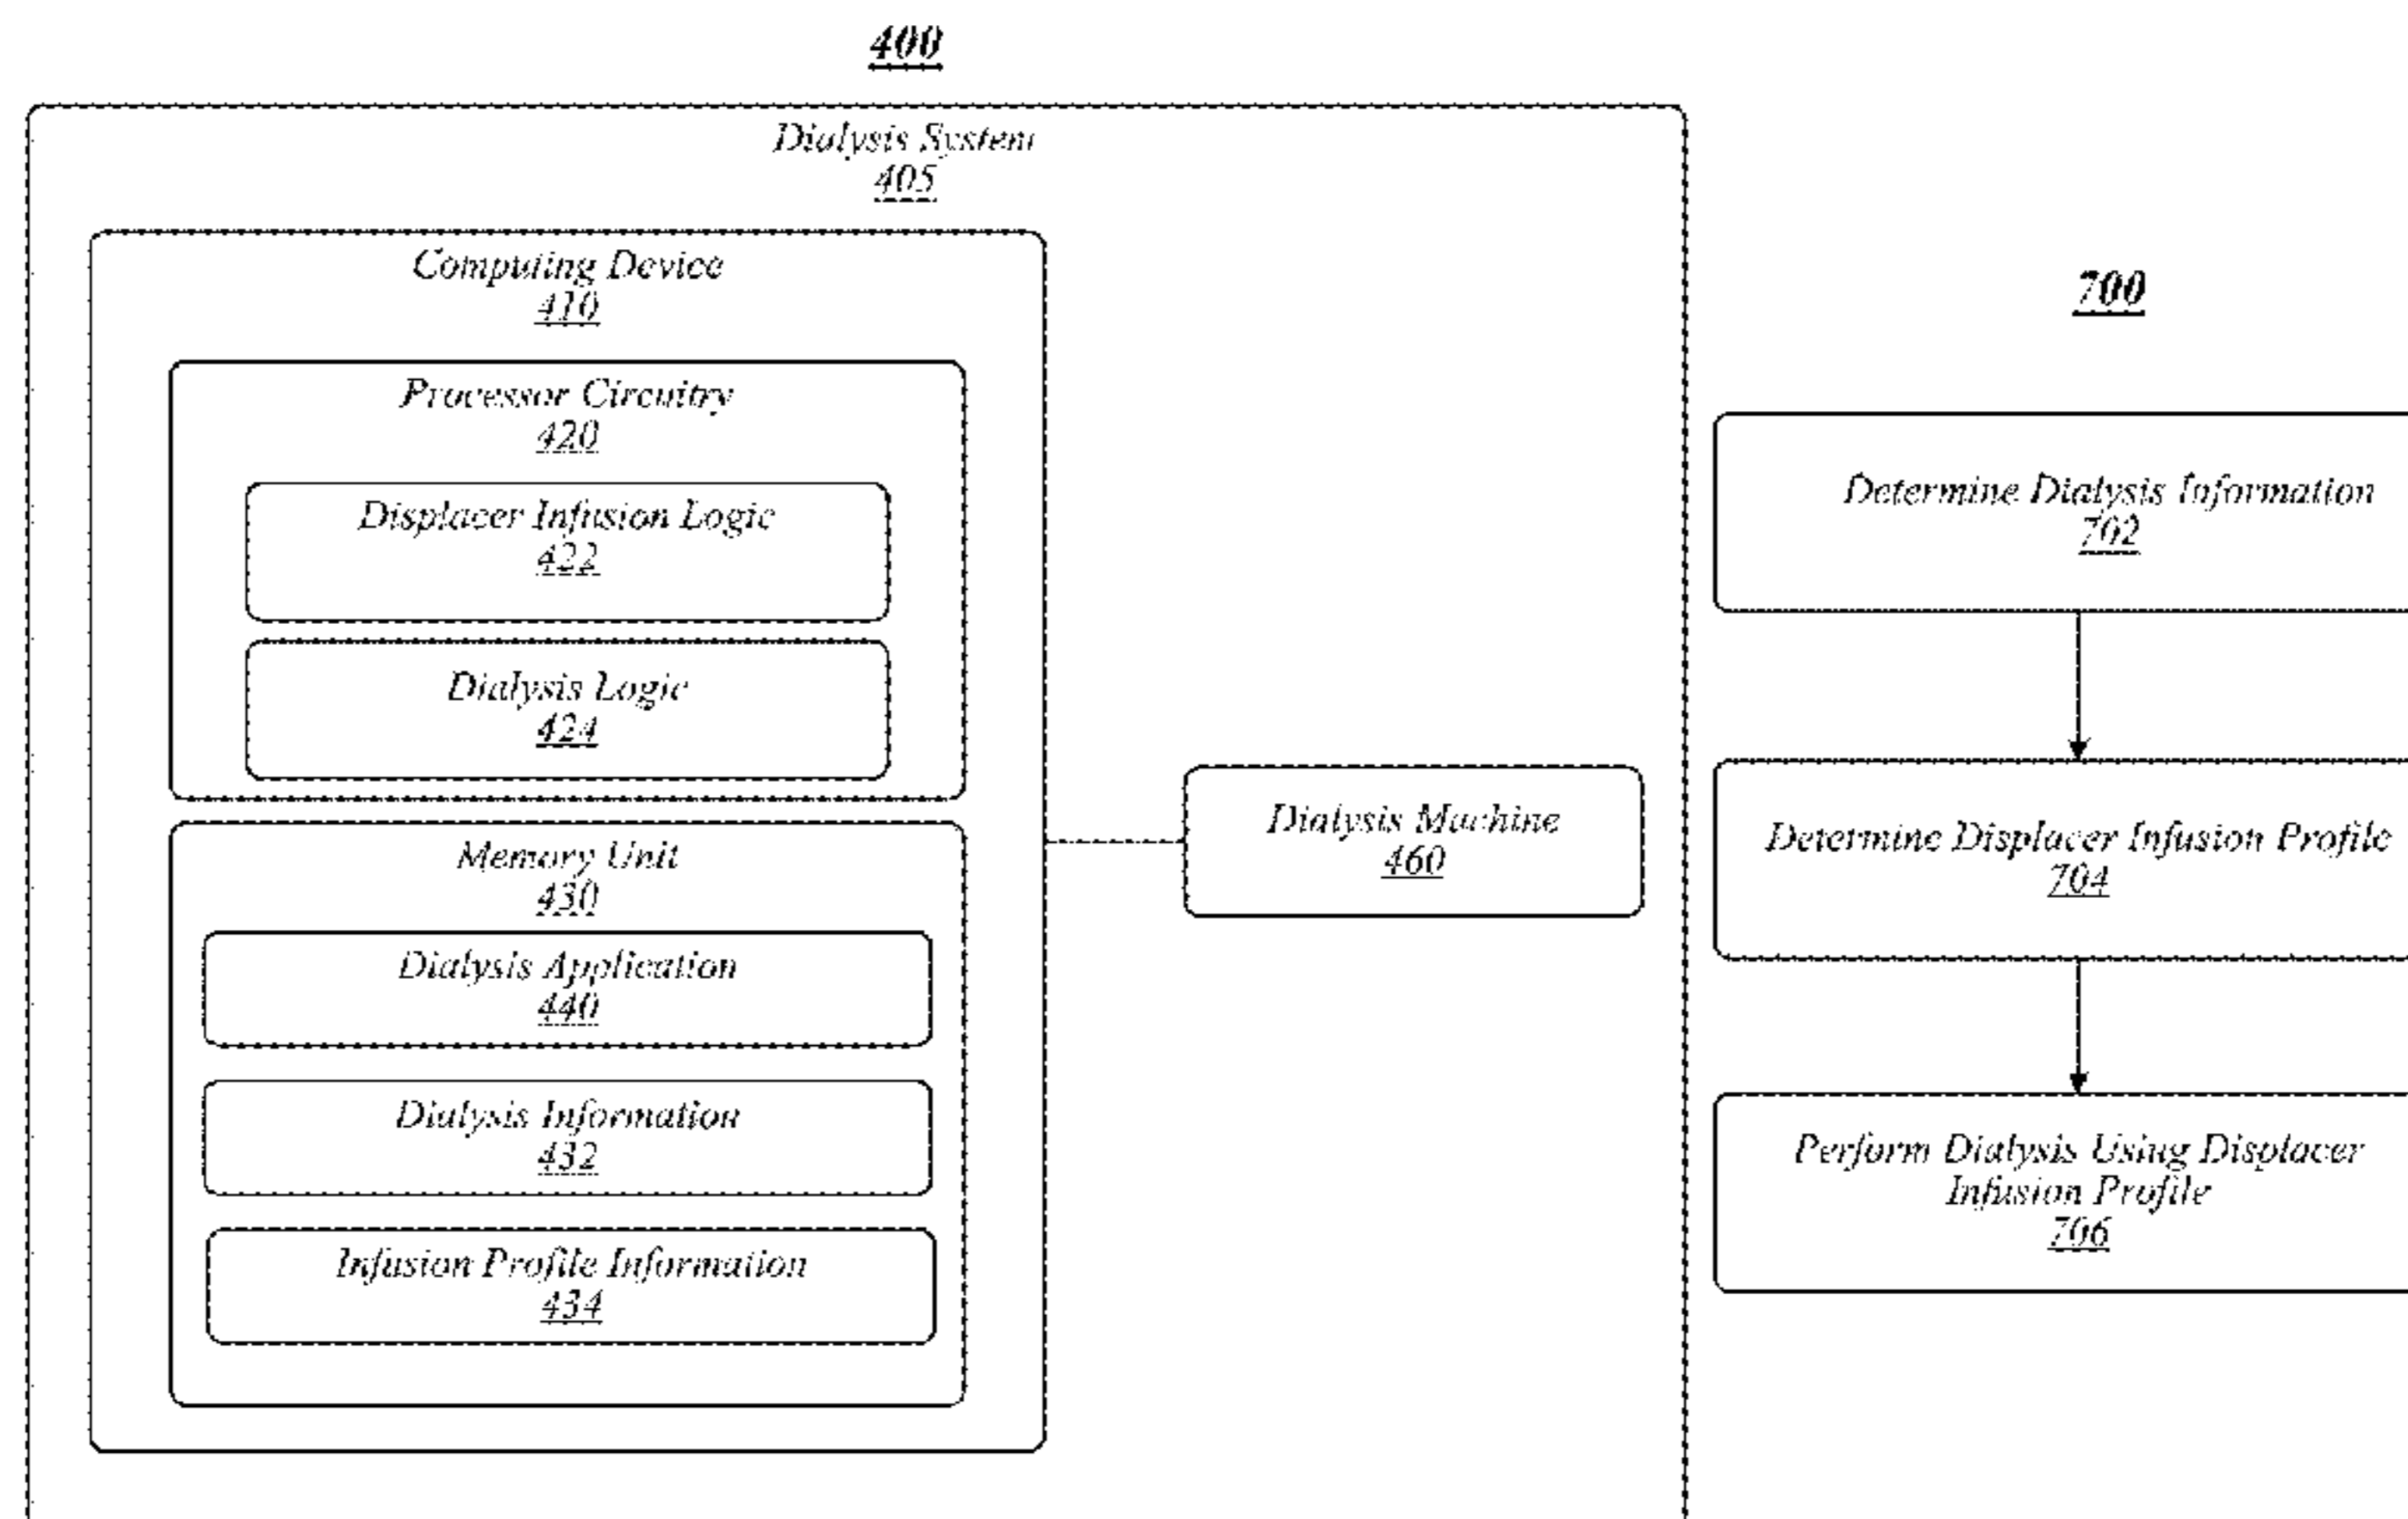 400
Dialysis System
405
Computing Device
410
Processor Circuitry
420
Displacer Infusion Logic
422
Dialysis Logic
424
Memory Unit
430
Dialysis Application
440
Dialysis Information
432
Infusion Profile Information
434
Dialysis Machine
460
700
Determine Dialysis Information
702
Determine Displacer Infusion Profile
704
Perform Dialysis Using Displacer
Infusion Profile
706